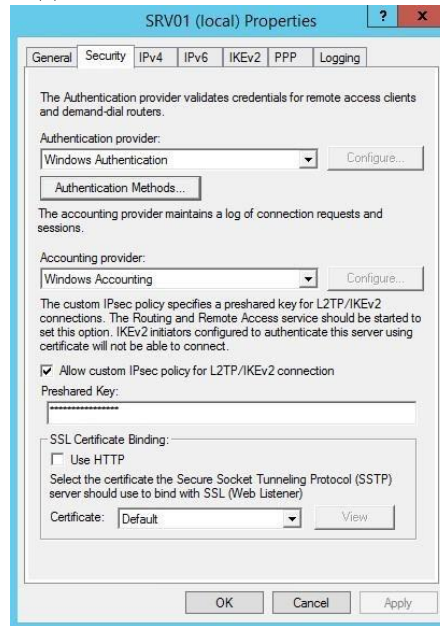 SRV01 (local) Properties
?
x
General
Security
IPv4
IPv6
IKEv2
PPP
Logging
The Authentication provider validates credentials for remote access clients
and demand-dial routers.
Authentication provider:
Windows Authentication
Configure...
Authentication Methods...
The accounting provider maintains a log of connection requests and
sessions.
Accounting provider:
Windows Accounting
Configure...
The custom IPsec policy specifies a preshared key for L2TP/IKEv2
connections. The Routing and Remote Access service should be started to
set this option. IKEv2 initiators configured to authenticate this server using
certificate will not be able to connect.
Allow custom IPsec policy for L2TP/IKEv2 connection
Preshared Key:
****************
SSL Certificate Binding:
Use HTTP
Select the certificate the Secure Socket Tunneling Protocol (SSTP)
server should use to bind with SSL (Web Listener)
Certificate:
Default
View
OK
Cancel
Apply